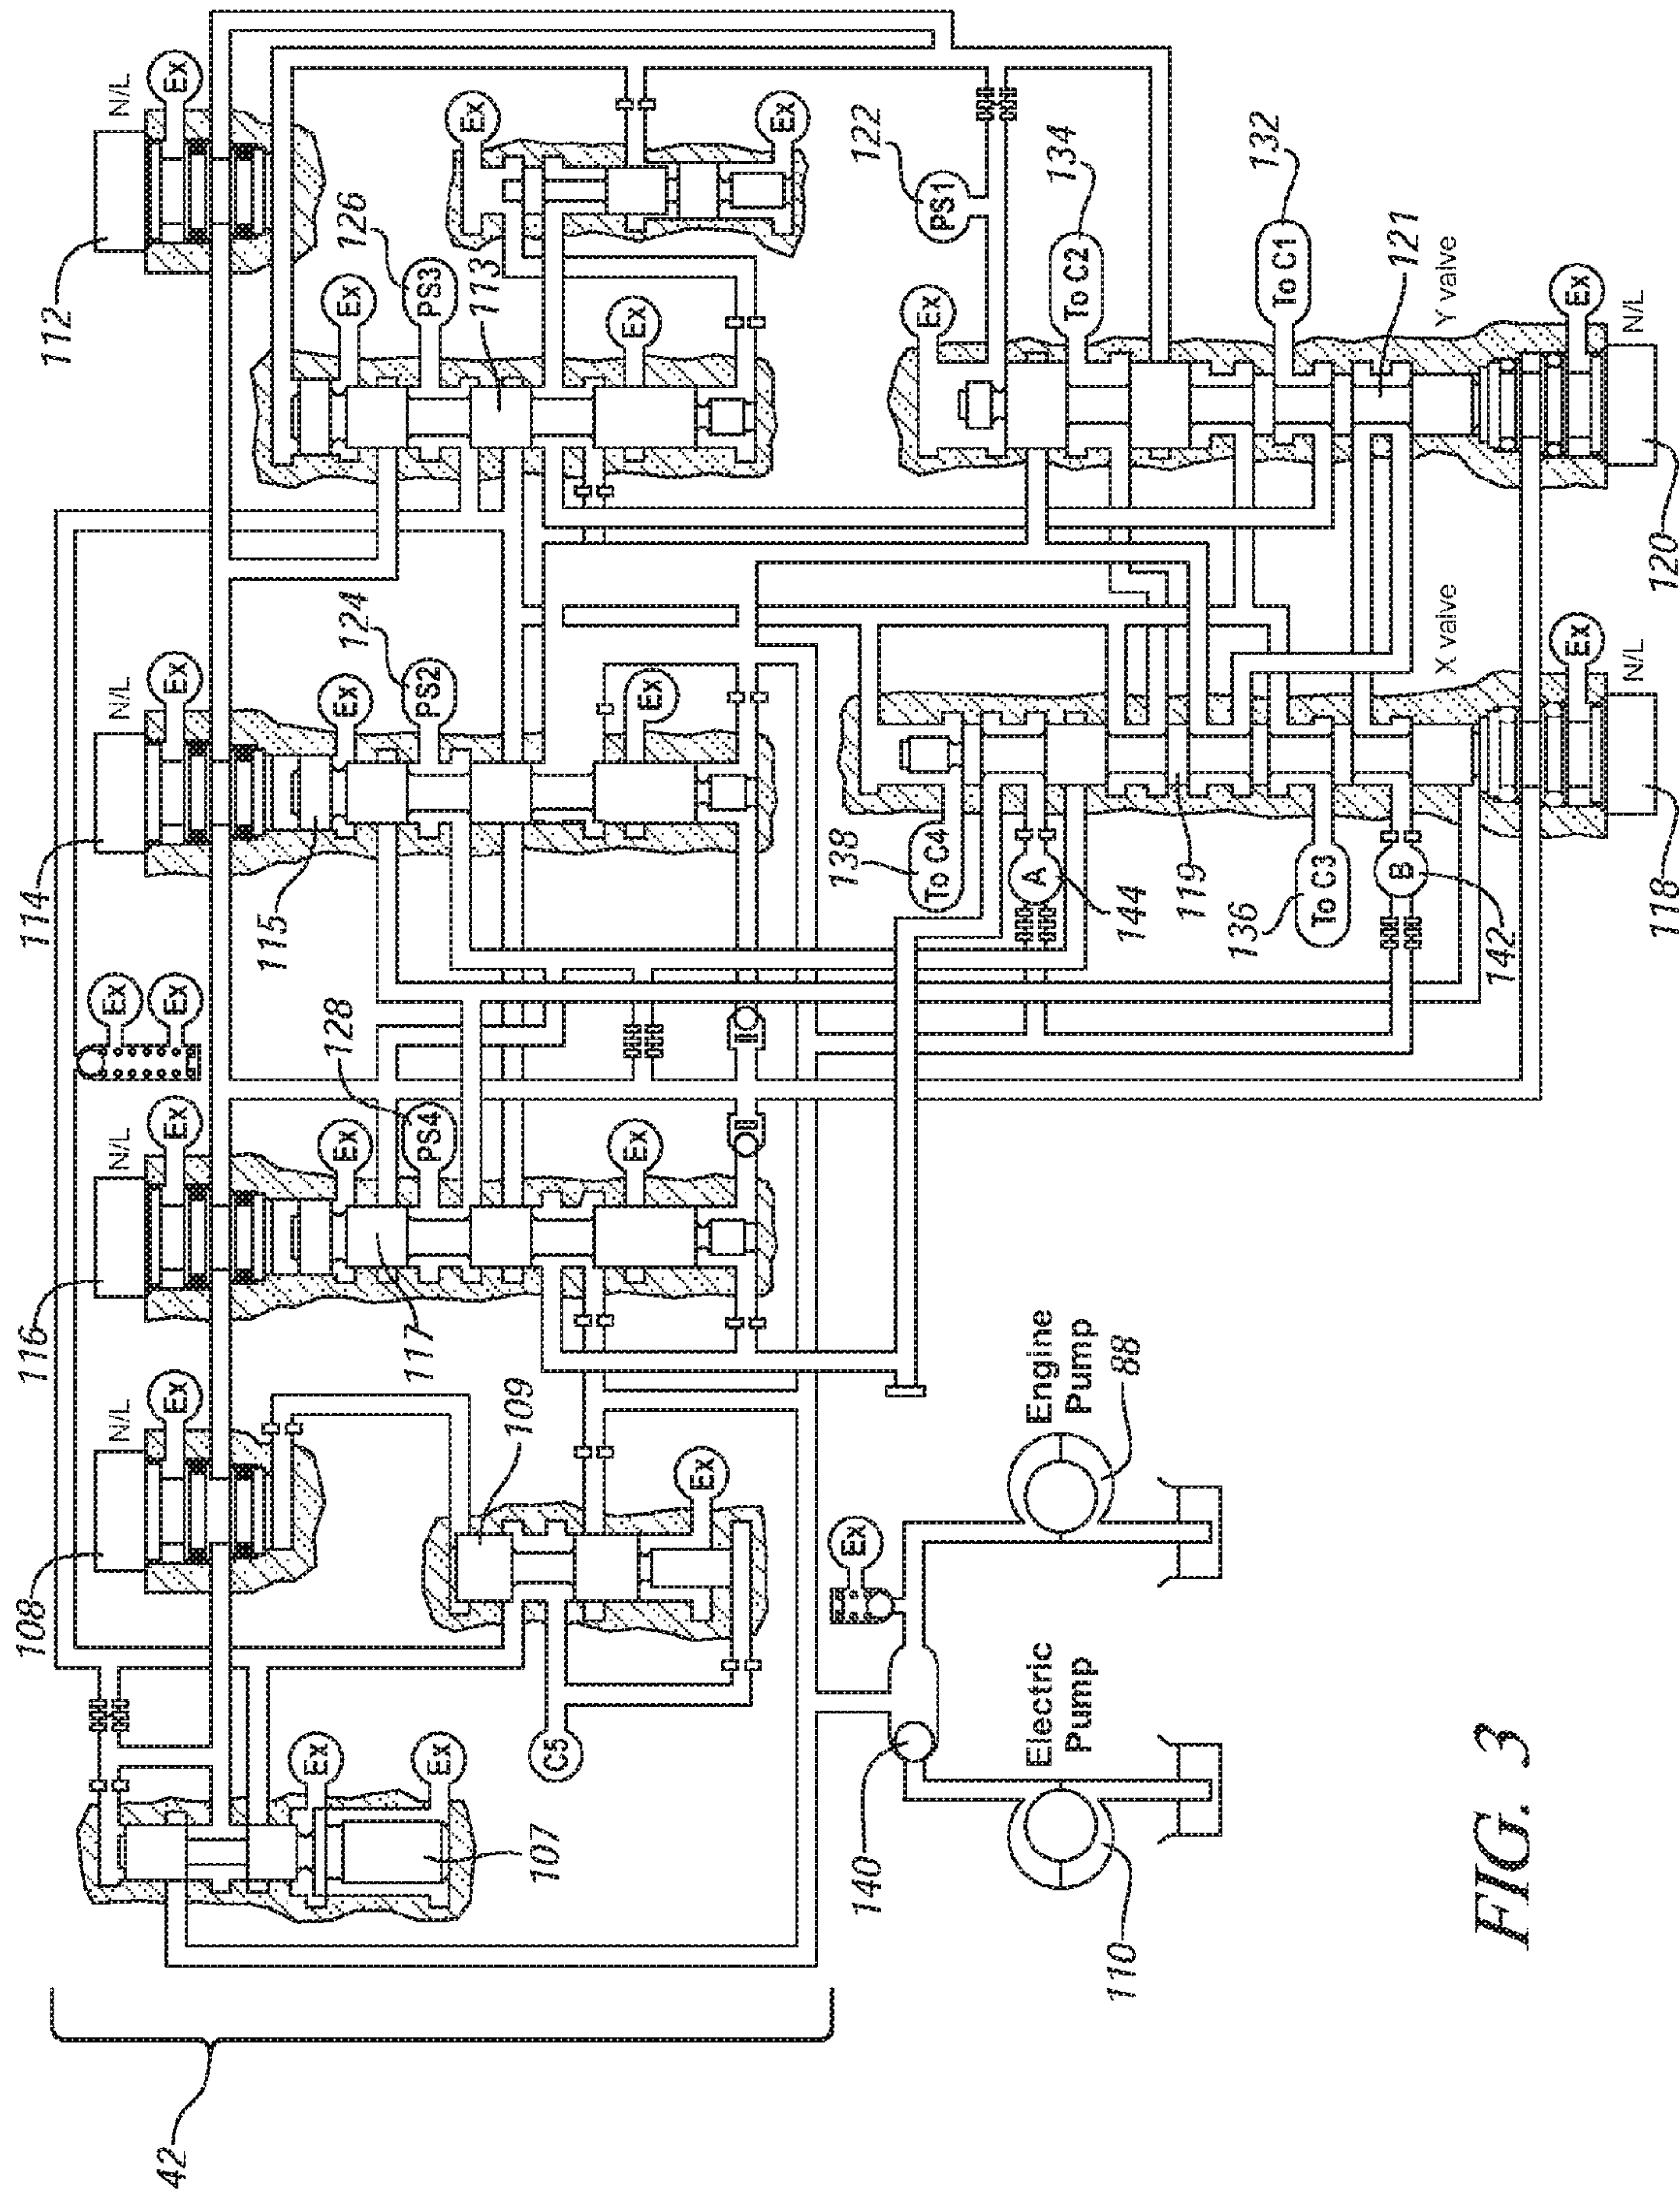 108
116
114
112
N/L
N/L
Ex
N/L
N/L
42
Ex
Ex
Ex
Ex
Ex
115
Ex
Ex
128
Ex
124
Ex
126
Ex
117
PS4
PS2
PS3
113
Ex
107
C5
109
Ex
Ex
Ex
Ex
Ex
140
Ex
138
122
To C4
Ex
PS1
Electric
Pump
Engine
Pump
A
To C2
134
110
88
144
119
136
To C1
132
To C3
B
121
X valve
Y valve
FIG. 3
142
Ex
Ex
N/L
N/L
118
120